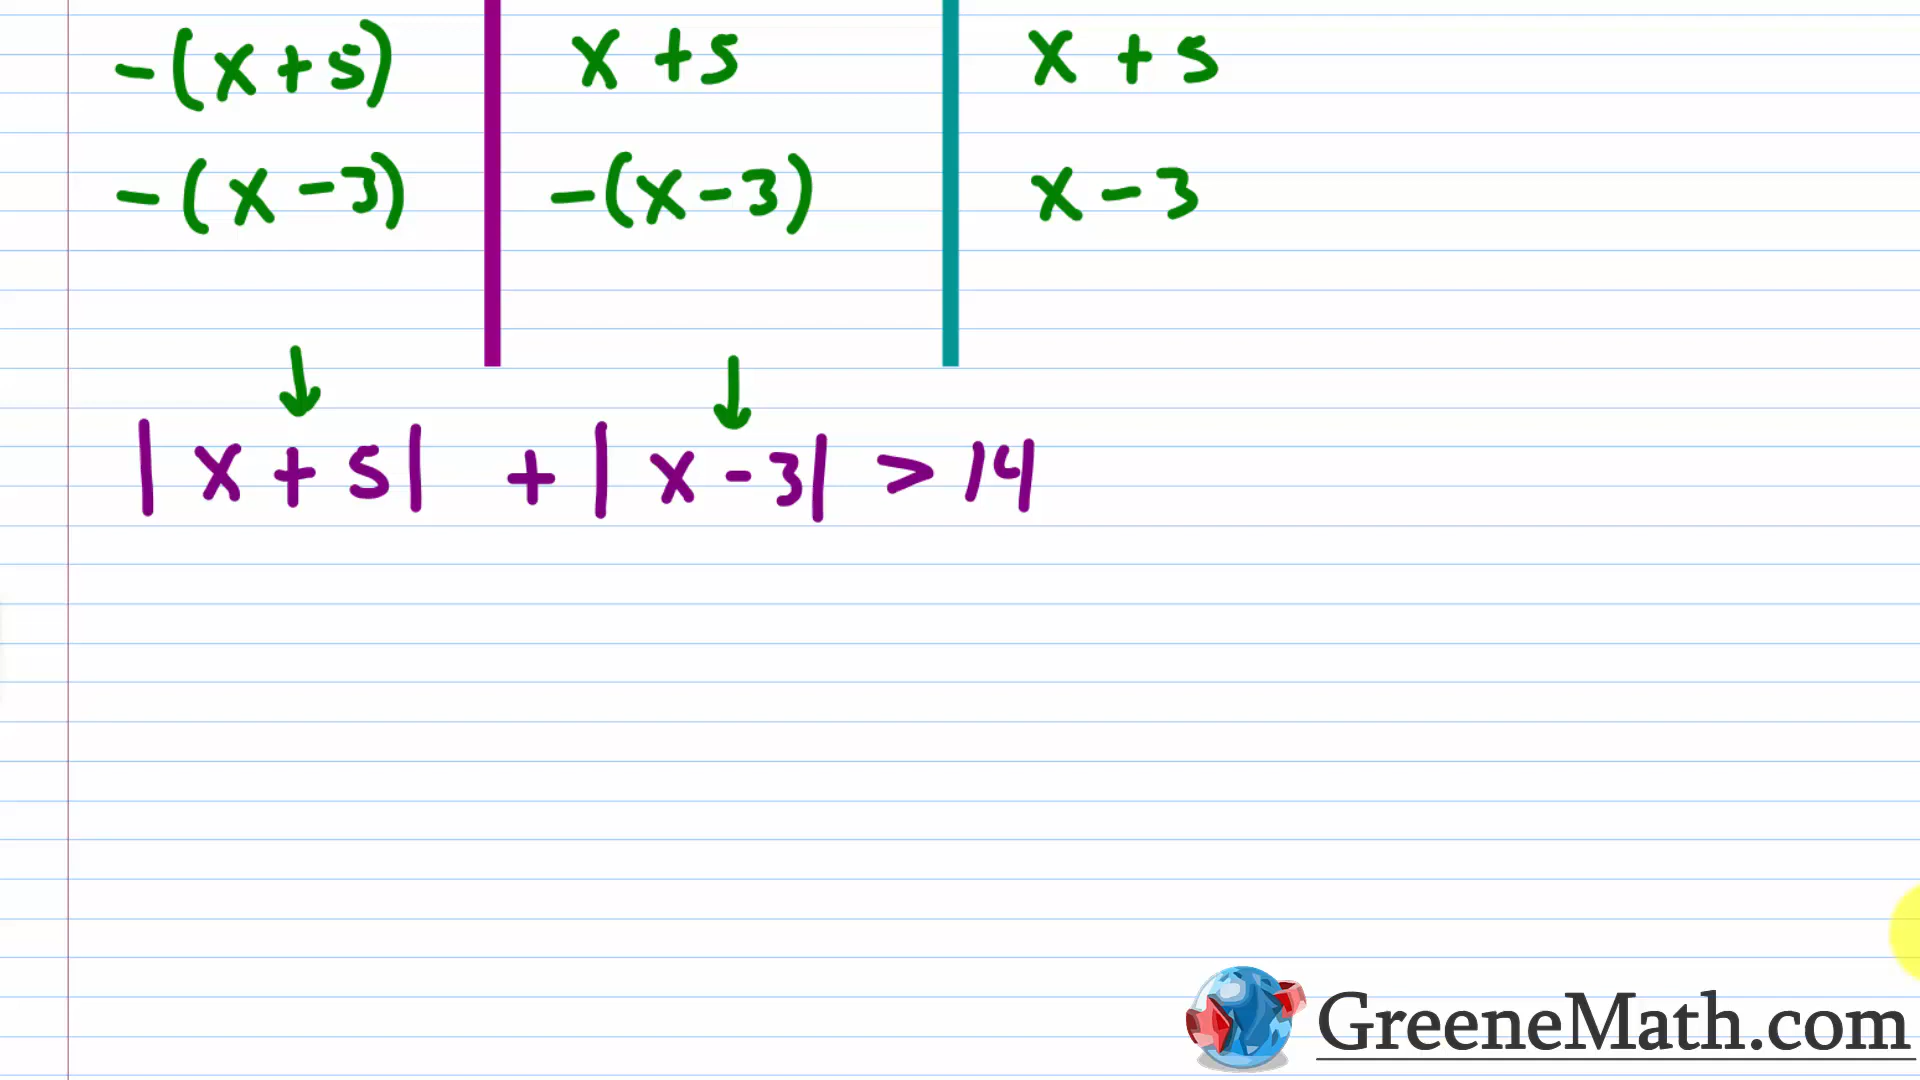 -(x+5) x+5 x+5
-(x-3) -(x-3) x-3
|x+5| + |x-3| > 14
GreeneMath.com